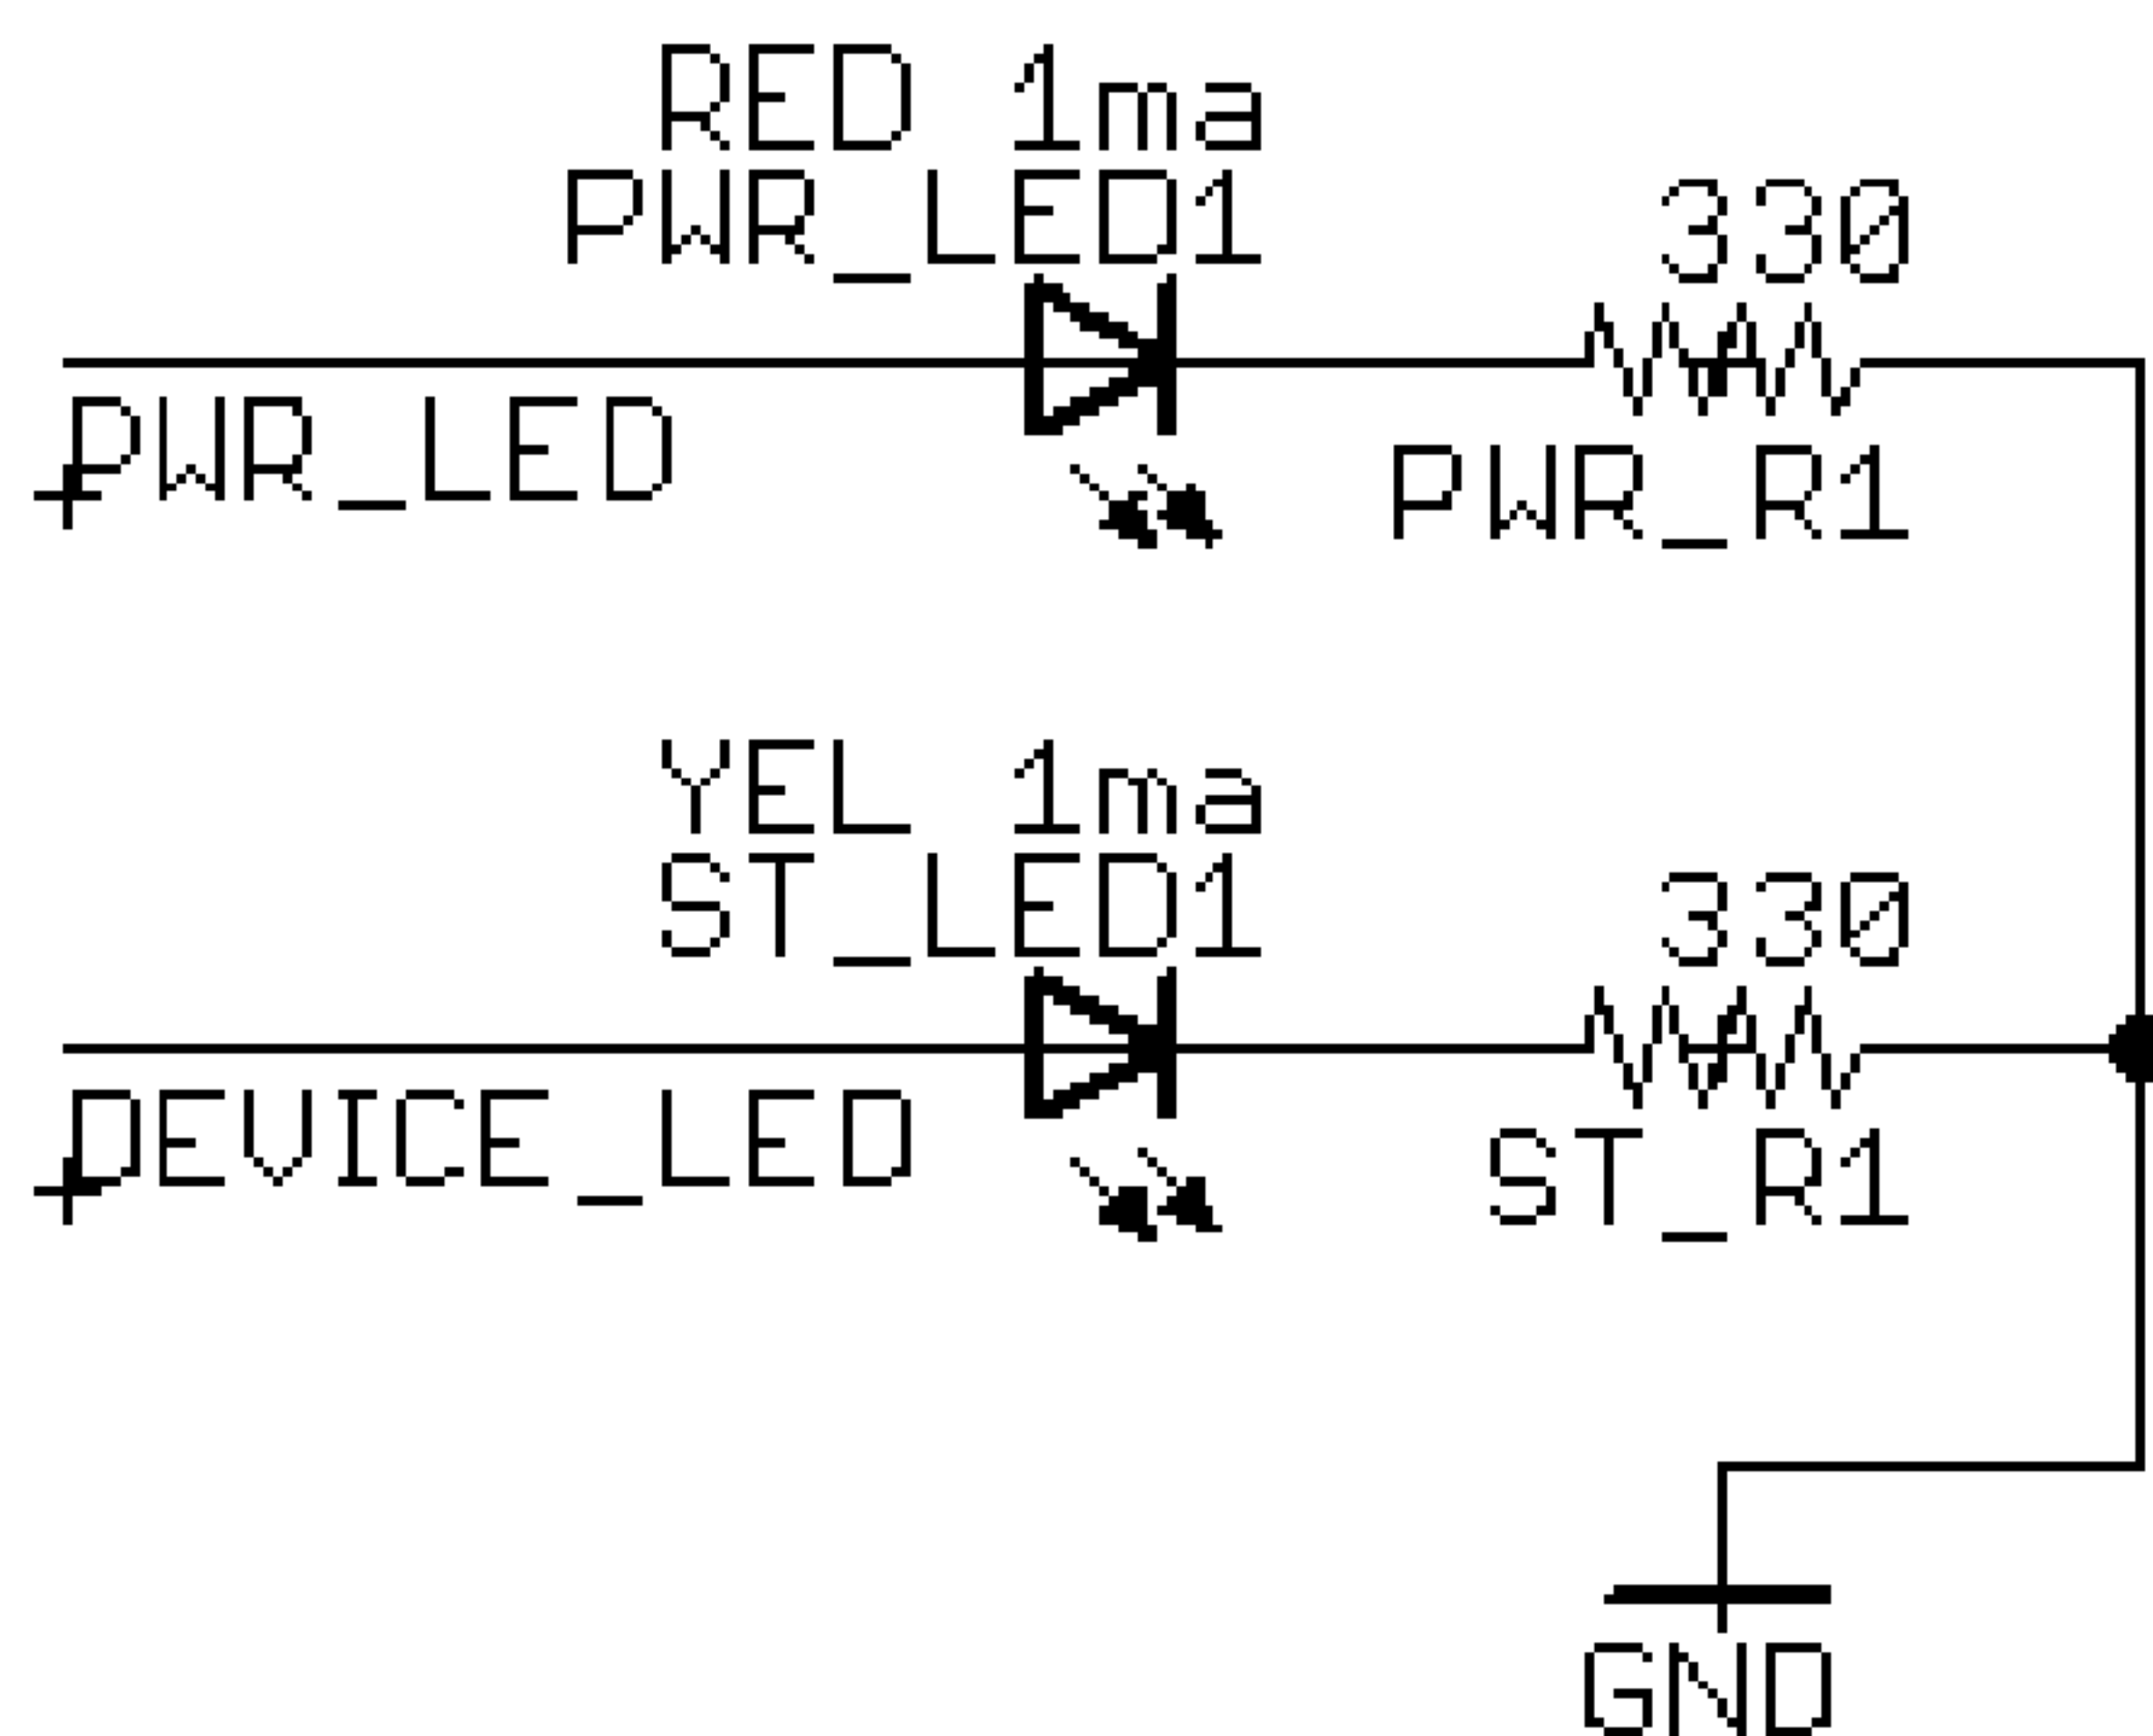 RED 1ma
PWR_LED1
330
PWR_LED
PWR_R1
YEL 1ma
ST_LED1
330
DEVICE_LED
ST_R1
GND